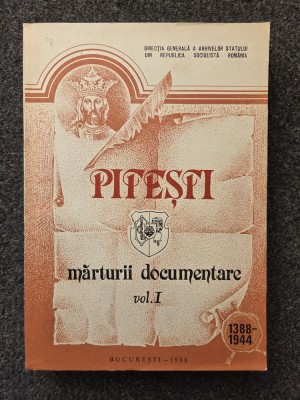 DIRECȚIA GENERALĂ A ARHIVELOR STATULUI
DIN REPUBLICA SOCIALISTĂ ROMÂNIA
PITEȘTI
mărturii documentare
vol. I
1388-
1944
BUCUREȘTI — 1988